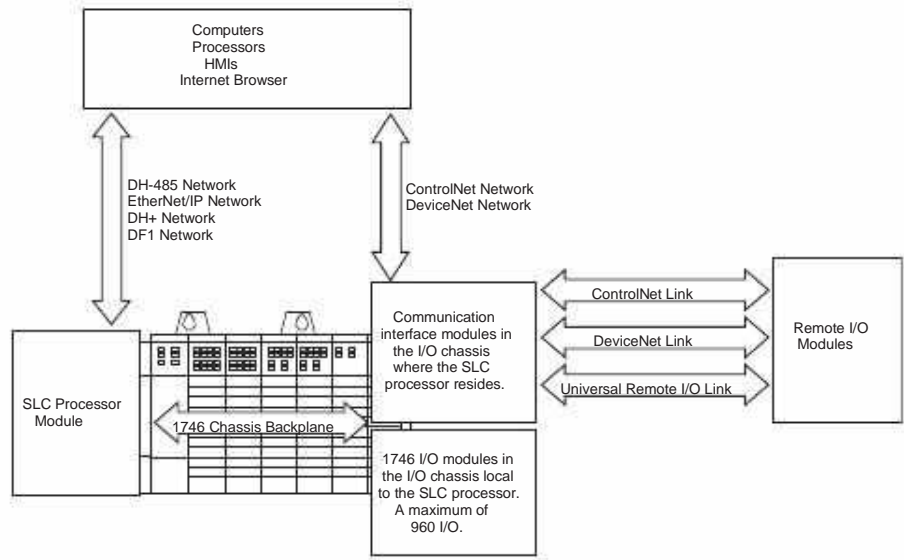 Computers
Processors
HMIs
Internet Browser
DH-485 Network
EtherNet/IP Network
DH+ Network
DF1 Network
ControlNet Network
DeviceNet Network
SLC Processor
Module
1746 Chassis Backplane
Communication
interface modules in
the I/O chassis
where the SLC
processor resides.
1746 I/O modules in
the I/O chassis local
to the SLC processor.
A maximum of
960 I/O.
ControlNet Link
DeviceNet Link
Universal Remote I/O Link
Remote I/O
Modules